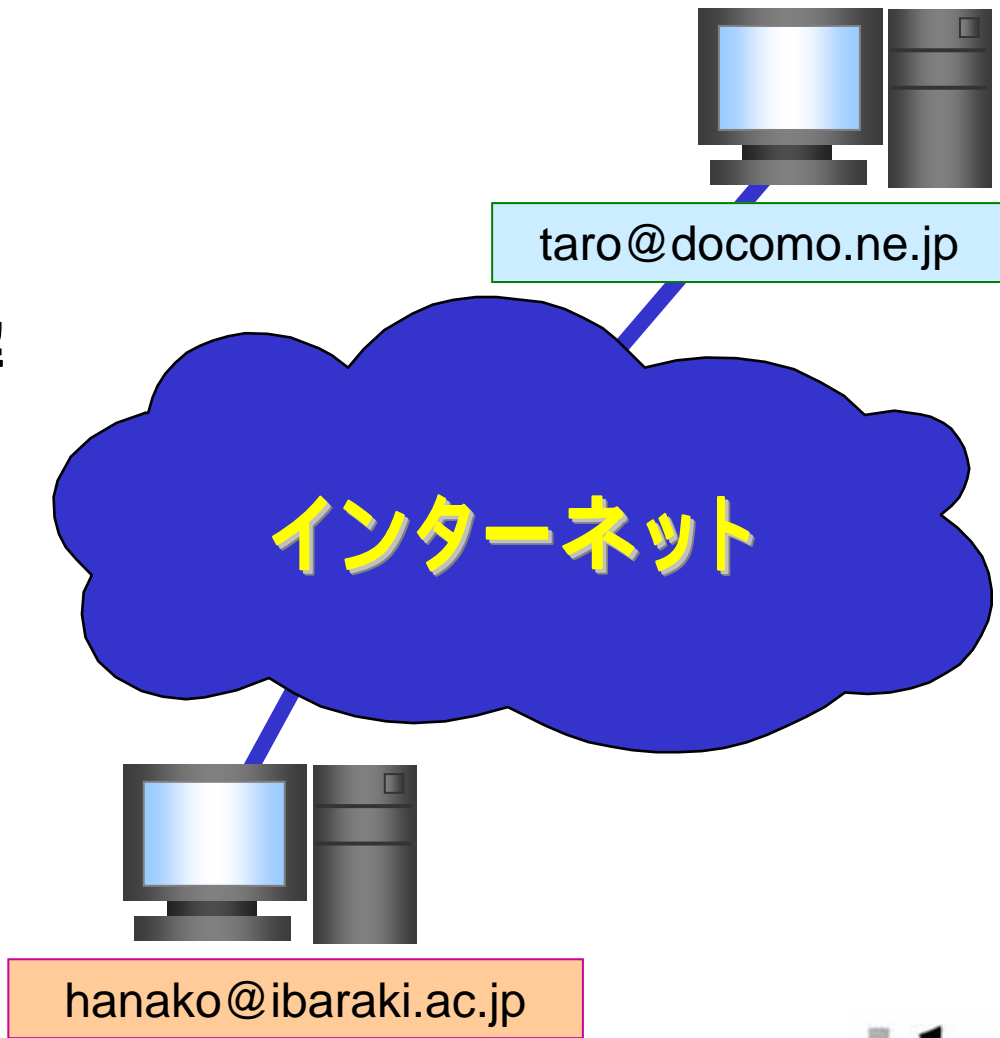 taro@docomo.ne.jp
インターネット
hanako@ibaraki.ac.jp